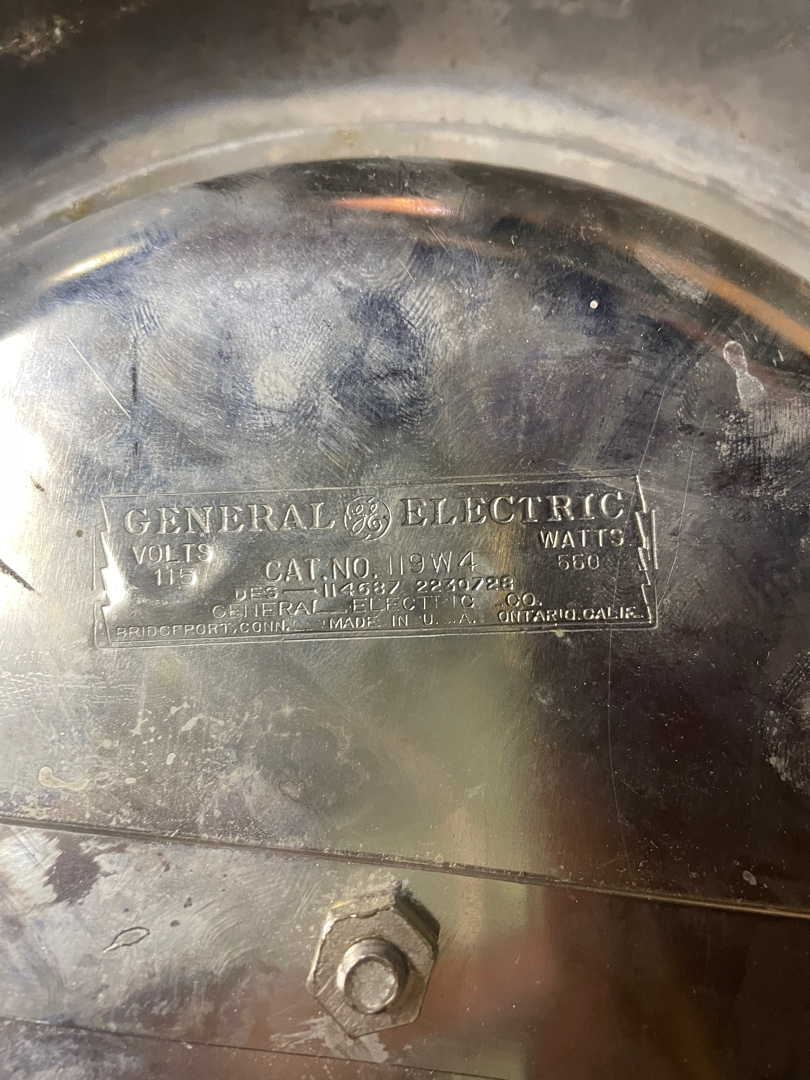 GENERAL GE ELECTRIC
VOLTS WATTS
115 CAT. NO. 119W4 550
DES 114687 2230728
GENERAL ELECTRIC CO.
BRIDGEPORT, CONN. MADE IN U.S.A. ONTARIO, CALIF.